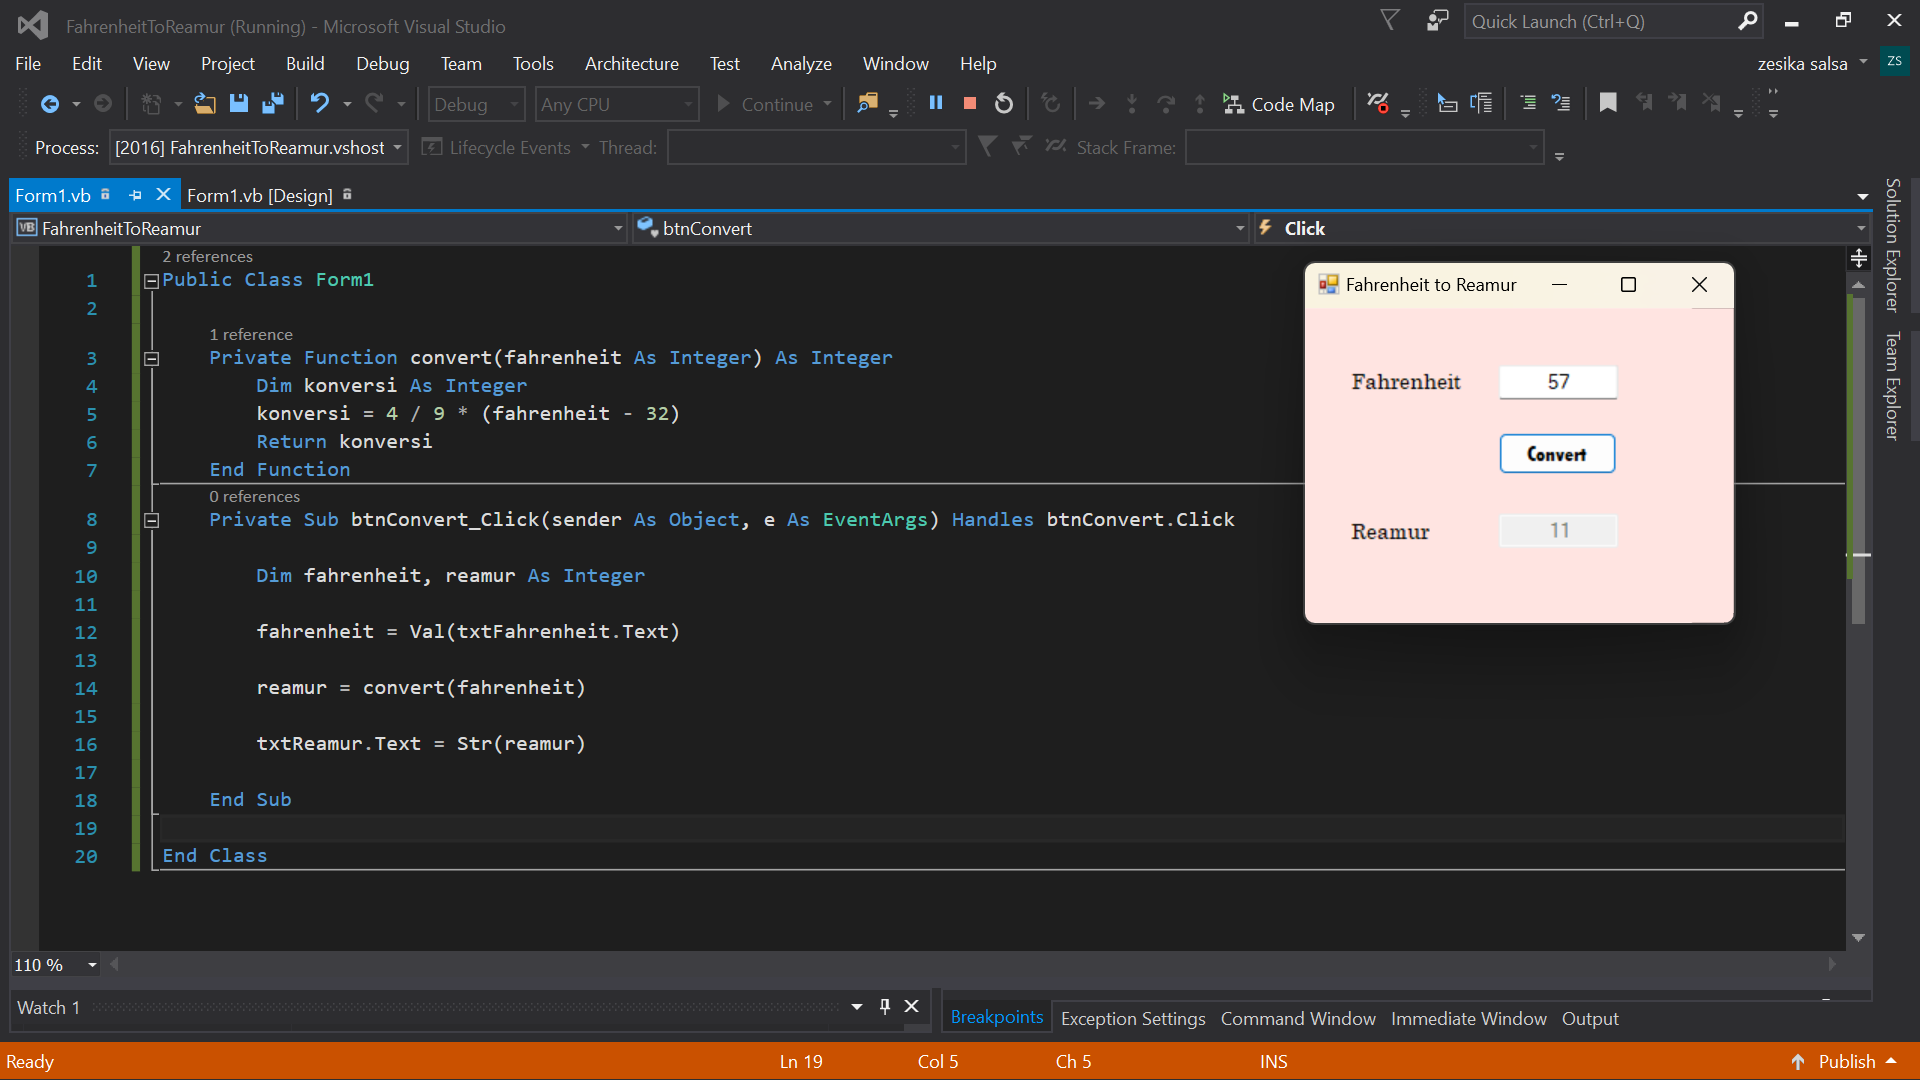 FahrenheitToReamur (Running) - Microsoft Visual Studio
Quick Launch (Ctrl+Q)
File Edit View Project Build Debug Team Tools Architecture Test Analyze Window Help
zesika salsa ZS
Debug Any CPU Continue Code Map
Process: [2016] FahrenheitToReamur.vshost Lifecycle Events Thread: Stack Frame:
Form1.vb Form1.vb [Design]
VB FahrenheitToReamur btnConvert Click
2 references
1 Public Class Form1
2
1 reference
3 Private Function convert(fahrenheit As Integer) As Integer
4 Dim konversi As Integer
5 konversi = 4 / 9 * (fahrenheit - 32)
6 Return konversi
7 End Function
0 references
8 Private Sub btnConvert_Click(sender As Object, e As EventArgs) Handles btnConvert.Click
9
10 Dim fahrenheit, reamur As Integer
11
12 fahrenheit = Val(txtFahrenheit.Text)
13
14 reamur = convert(fahrenheit)
15
16 txtReamur.Text = Str(reamur)
17
18 End Sub
19
20 End Class
Fahrenheit to Reamur
Fahrenheit 57
Convert
Reamur 11
Solution Explorer
Team Explorer
110 %
Watch 1
Breakpoints Exception Settings Command Window Immediate Window Output
Ready Ln 19 Col 5 Ch 5 INS Publish